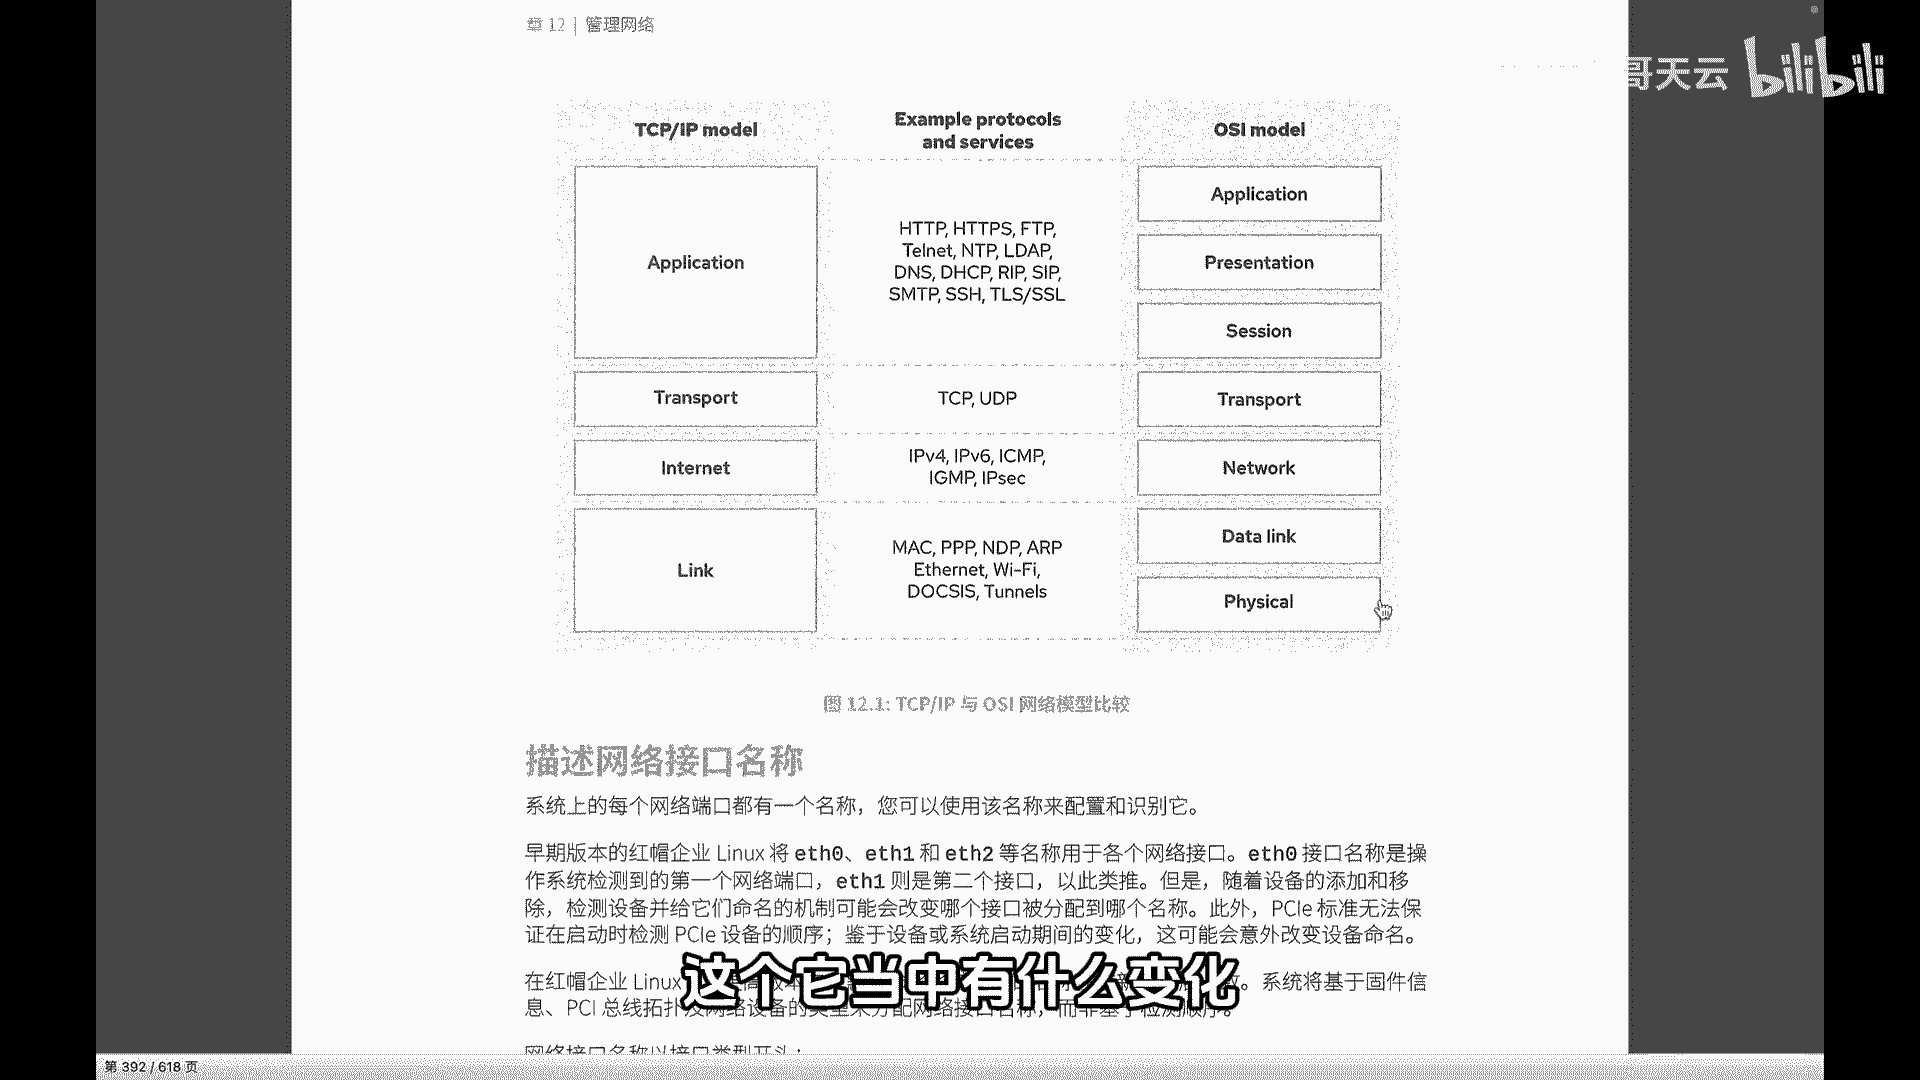 章 12 | 管理网络
哥天云 bilibili
TCP/IP model
Example protocols
and services
OSI model
Application
HTTP, HTTPS, FTP,
Telnet, NTP, LDAP,
DNS, DHCP, RIP, SIP,
SMTP, SSH, TLS/SSL
Application
Presentation
Session
Transport
TCP, UDP
Transport
Internet
IPv4, IPv6, ICMP,
IGMP, IPsec
Network
Link
MAC, PPP, NDP, ARP
Ethernet, Wi-Fi,
DOCSIS, Tunnels
Data link
Physical
图 12.1: TCP/IP 与 OSI 网络模型比较
描述网络接口名称
系统上的每个网络端口都有一个名称，您可以使用该名称来配置和识别它。
早期版本的红帽企业 Linux 将 eth0、eth1 和 eth2 等名称用于各个网络接口。eth0 接口名称是操
作系统检测到的第一个网络端口，eth1 则是第二个接口，以此类推。但是，随着设备的添加和移
除，检测设备并给它们命名的机制可能会改变哪个接口被分配到哪个名称。此外，PCIe 标准无法保
证在启动时检测 PCIe 设备的顺序；鉴于设备或系统启动期间的变化，这可能会意外改变设备命名。
在红帽企业 Linux 系统将基于固件信
息、PCI 总线拓扑及网络设备的类型来分配网络接口名称，而非基于检测顺序。
这个它当中有什么变化
网络接口名称以接口类型开头：
第 392 / 618 页